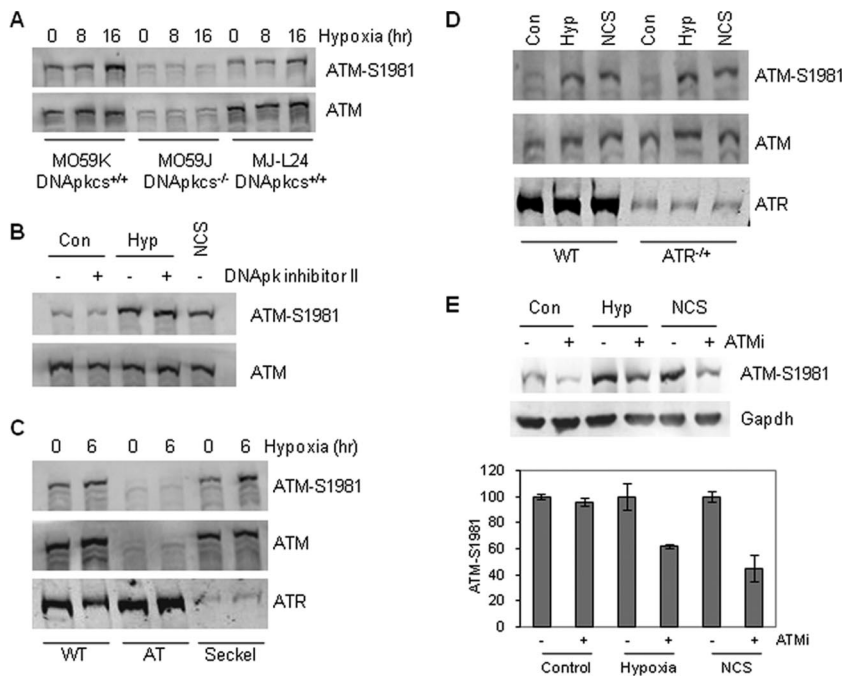 A
0 8 16 0 8 16 0 8 16 Hypoxia (hr)
ATM-S1981
ATM
MO59K MO59J MJ-L24
DNApkcs+/+ DNApkcs-/- DNApkcs+/+
B
Con Hyp NCS
- + - + - DNApk inhibitor II
ATM-S1981
ATM
C
0 6 0 6 0 6 Hypoxia (hr)
ATM-S1981
ATM
ATR
WT AT Seckel
D
Con Hyp NCS Con Hyp NCS
ATM-S1981
ATM
ATR
WT ATR-/+
E
Con Hyp NCS
- + - + - + ATMi
ATM-S1981
Gapdh
120
100
80
60
40
20
0
ATM-S1981
- + - + - + ATMi
Control Hypoxia NCS